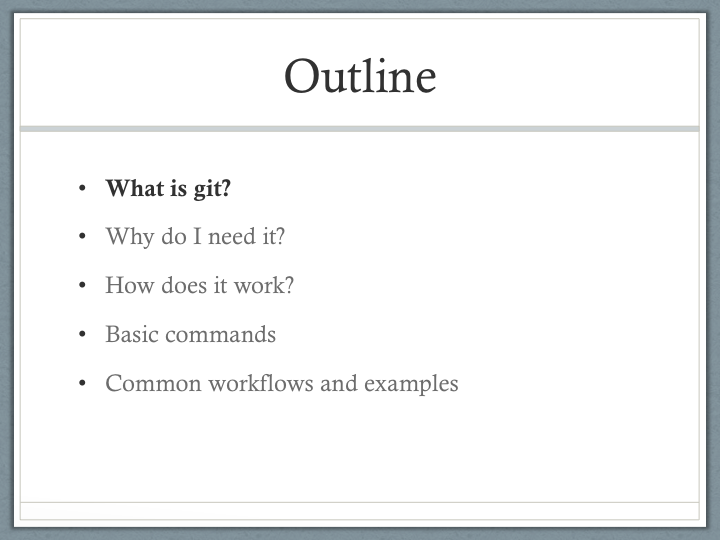 Outline
• What is git?
• Why do I need it?
• How does it work?
• Basic commands
• Common workflows and examples